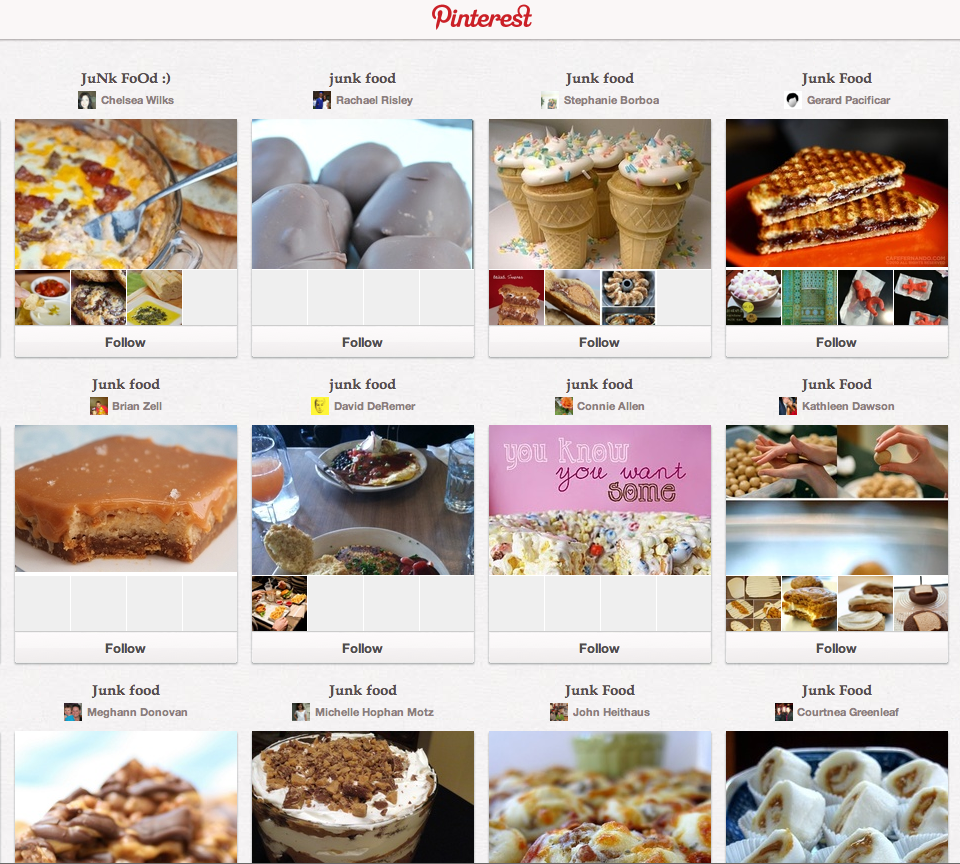 Pinterest
JuNk FoOd :)
Chelsea Wilks
junk food
Rachael Risley
Junk food
Stephanie Borboa
Junk Food
Gerard Pacificar
CAFEFERNANDO.COM
Follow
Follow
Follow
Follow
Junk food
Brian Zell
junk food
David DeRemer
junk food
Connie Allen
Junk Food
Kathleen Dawson
you know
you want
some
Follow
Follow
Follow
Follow
Junk food
Meghann Donovan
Junk food
Michelle Hophan Motz
Junk Food
John Heithaus
Junk Food
Courtnea Greenleaf